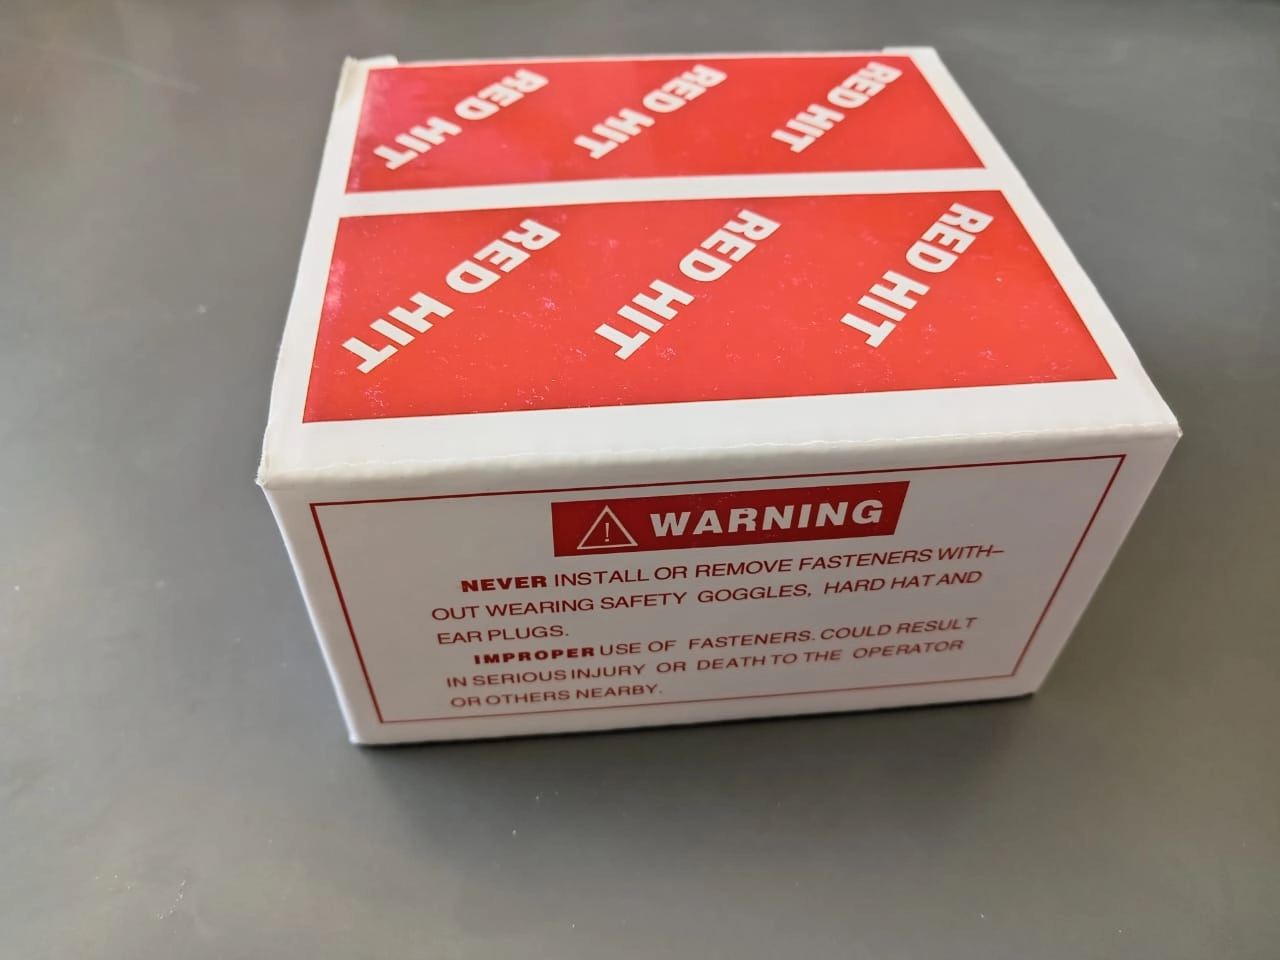 RED HIT
RED HIT
RED HIT
RED HIT
RED HIT
RED HIT
WARNING
NEVER INSTALL OR REMOVE FASTENERS WITH-
OUT WEARING SAFETY GOGGLES, HARD HAT AND
EAR PLUGS.
IMPROPER USE OF FASTENERS. COULD RESULT
IN SERIOUS INJURY OR DEATH TO THE OPERATOR
OR OTHERS NEARBY.